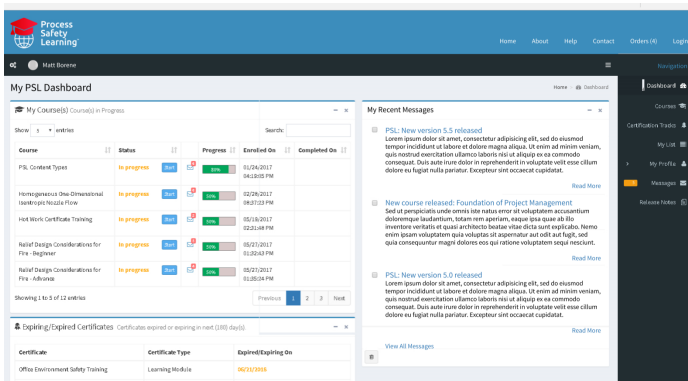 Process
Safety
Learning
Home About Help Contact Orders (4) Login
Matt Borene
Navigation
My PSL Dashboard
Home / Dashboard
Dashboard
Courses
Certification Tracks
My List
My Profile
Messages
Release Notes
My Course(s) Course(s) in Progress
Show entries
Search:
Course Status Progress Enrolled On Completed On
PSL Content Types In progress Start 50% 01/24/2017
04:19:05 PM
Homogeneous One-Dimensional In progress Start 50% 02/28/2017
Isentropic Nozzle Flow 08:37:33 PM
Hot Work Certificate Training In progress Start 50% 05/19/2017
02:31:48 PM
Relief Design Considerations for In progress Start 50% 05/27/2017
Fire - Beginner 01:32:43 PM
Relief Design Considerations for In progress Start 50% 05/27/2017
Fire - Advance 01:35:24 PM
Showing 1 to 5 of 12 entries
Previous 1 2 3 Next
Expiring/Expired Certificates Certificates expired or expiring in next (180) day(s).
Certificate Certificate Type Expired/Expiring On
Office Environment Safety Training Learning Module 06/21/2018
My Recent Messages
PSL: New version 5.5 released
Lorem ipsum dolor sit amet, consectetur adipisicing elit, sed do eiusmod
tempor incididunt ut labore et dolore magna aliqua. Ut enim ad minim veniam,
quis nostrud exercitation ullamco laboris nisi ut aliquip ex ea commodo
consequat. Duis aute irure dolor in reprehenderit in voluptate velit esse cillum
dolore eu fugiat nulla pariatur. Excepteur sint occaecat cupidatat.
Read More
New course released: Foundation of Project Management
Sed ut perspiciatis unde omnis iste natus error sit voluptatem accusantium
doloremque laudantium, totam rem aperiam, eaque ipsa quae ab illo
inventore veritatis et quasi architecto beatae vitae dicta sunt explicabo. Nemo
enim ipsam voluptatem quia voluptas sit aspernatur aut odit aut fugit, sed
quia consequuntur magni dolores eos qui ratione voluptatem sequi nesciunt.
Read More
PSL: New version 5.0 released
Lorem ipsum dolor sit amet, consectetur adipisicing elit, sed do eiusmod
tempor incididunt ut labore et dolore magna aliqua. Ut enim ad minim veniam,
quis nostrud exercitation ullamco laboris nisi ut aliquip ex ea commodo
consequat. Duis aute irure dolor in reprehenderit in voluptate velit esse cillum
dolore eu fugiat nulla pariatur. Excepteur sint occaecat cupidatat.
Read More
View All Messages